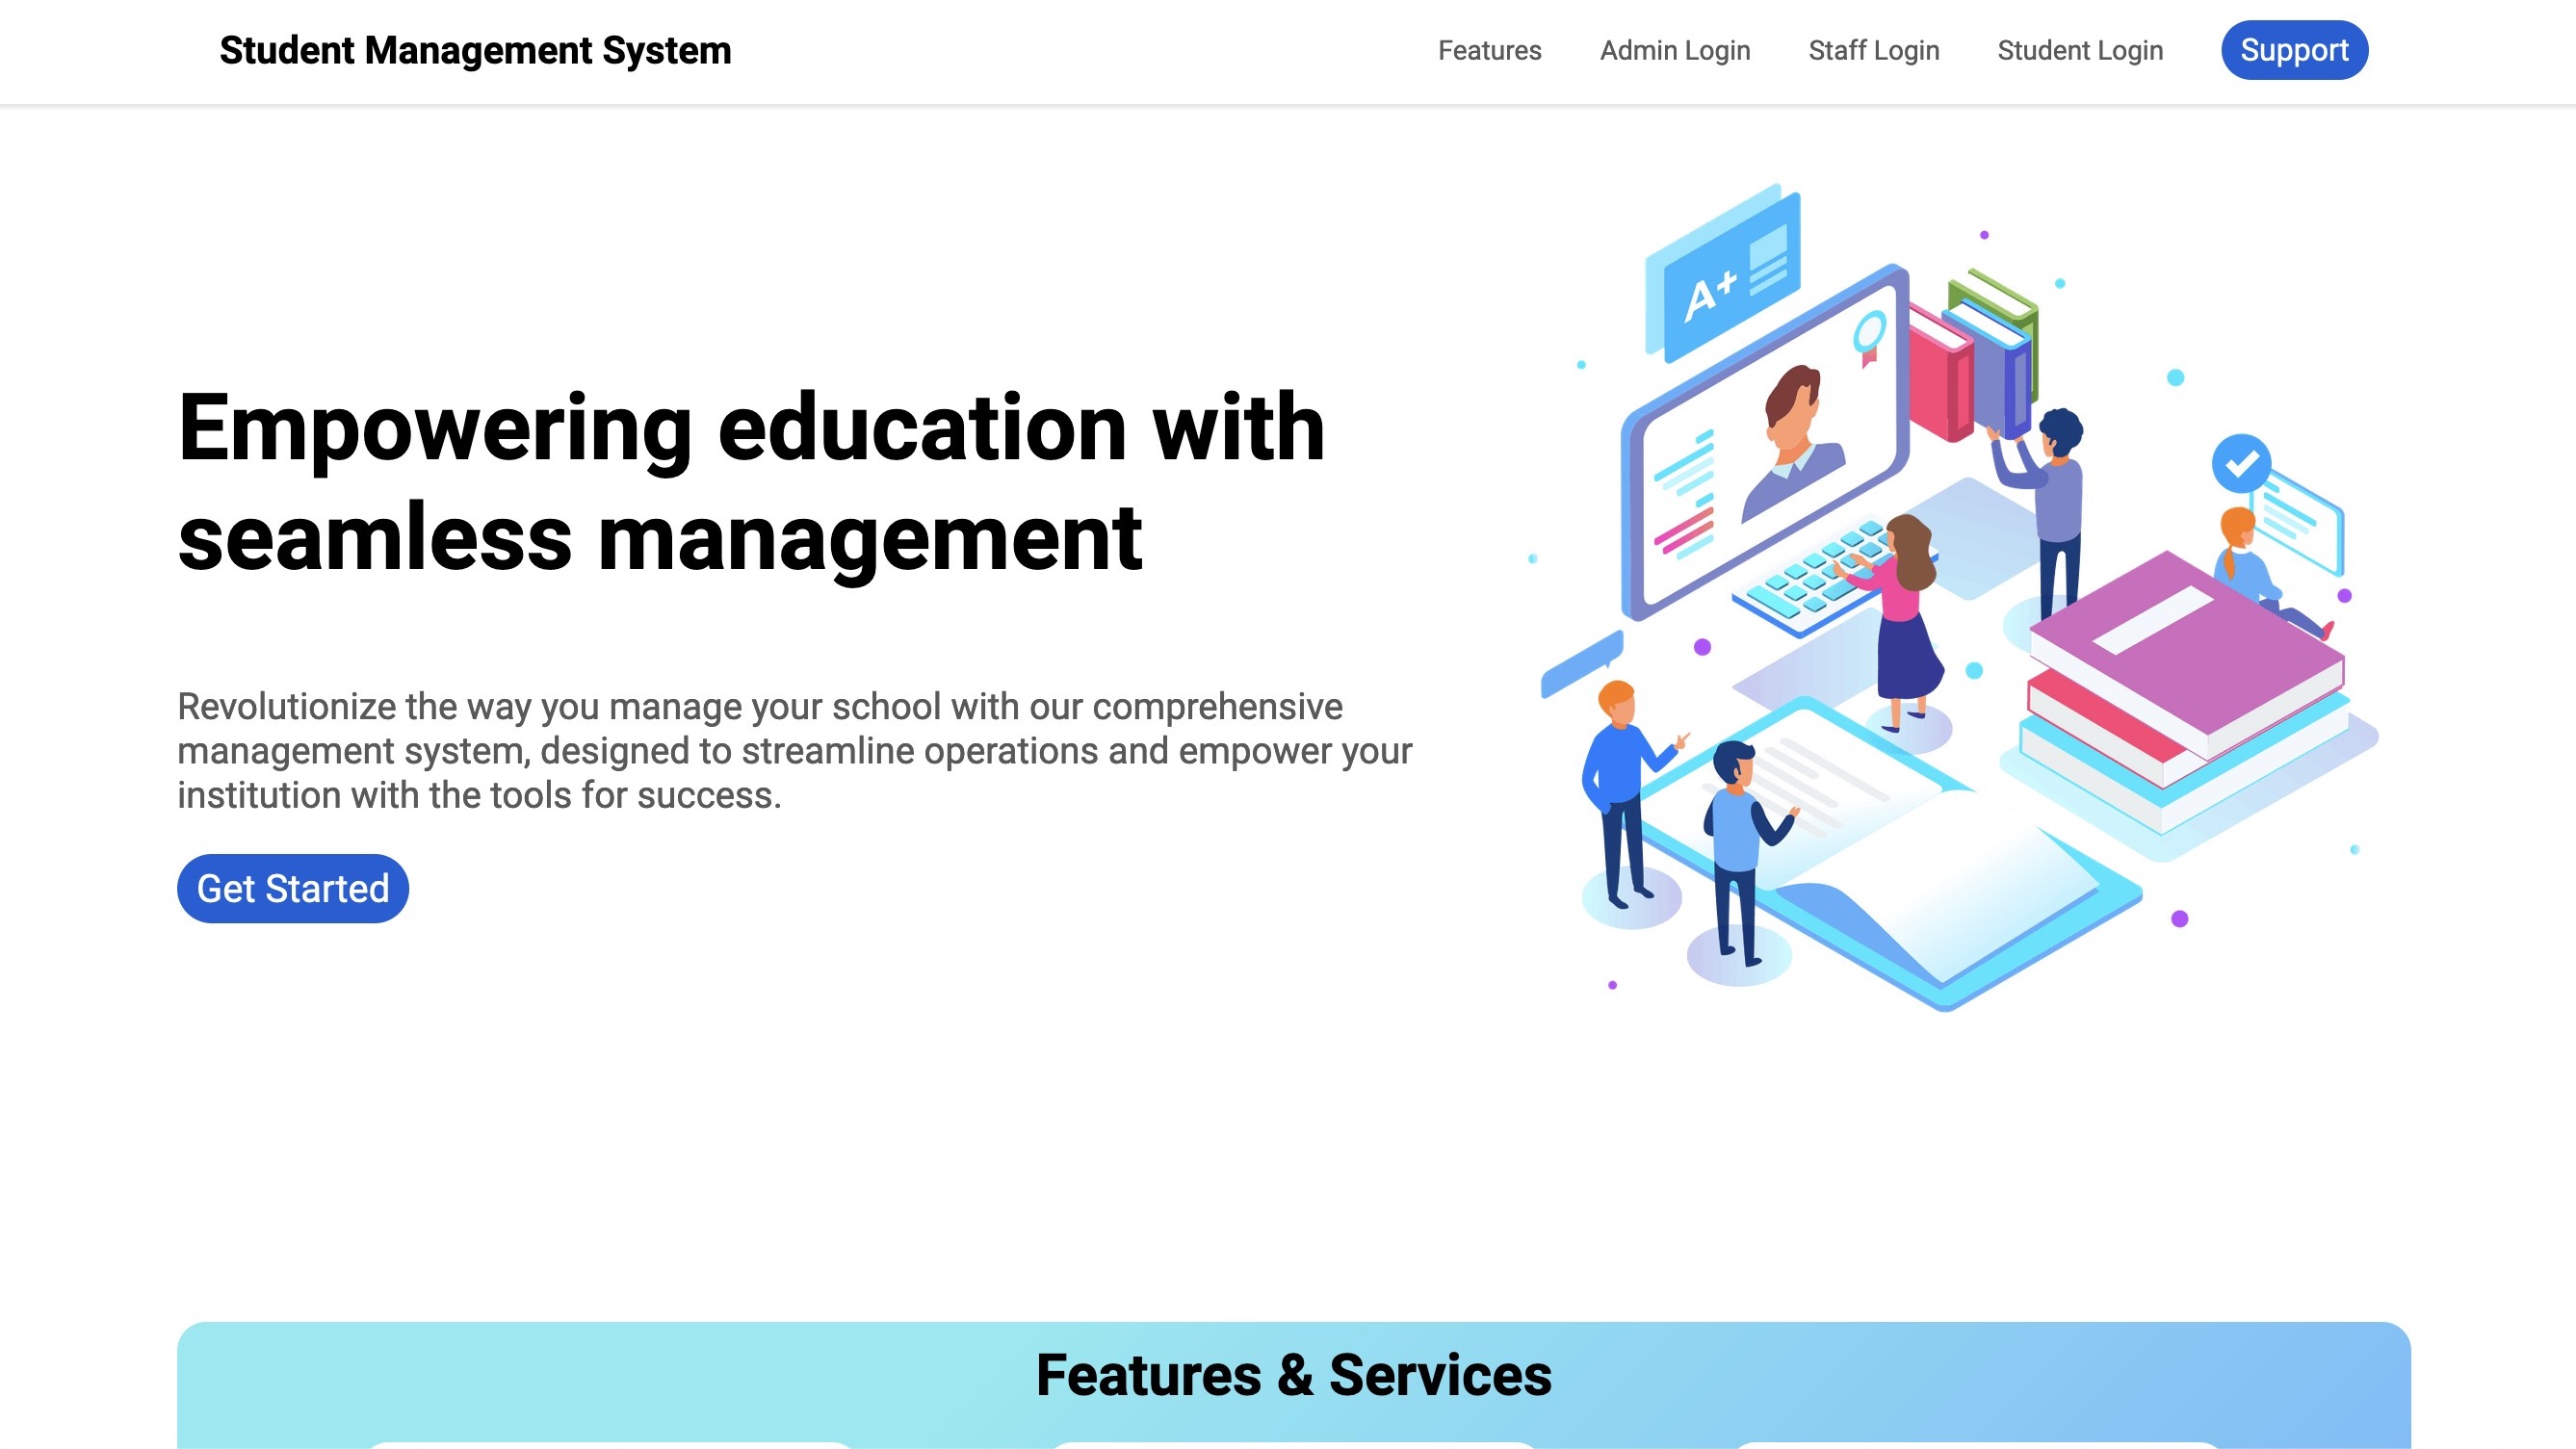 Student Management System
Features
Admin Login
Staff Login
Student Login
Support
A+
Empowering education with
seamless management
Revolutionize the way you manage your school with our comprehensive
management system, designed to streamline operations and empower your
institution with the tools for success.
Get Started
Features & Services